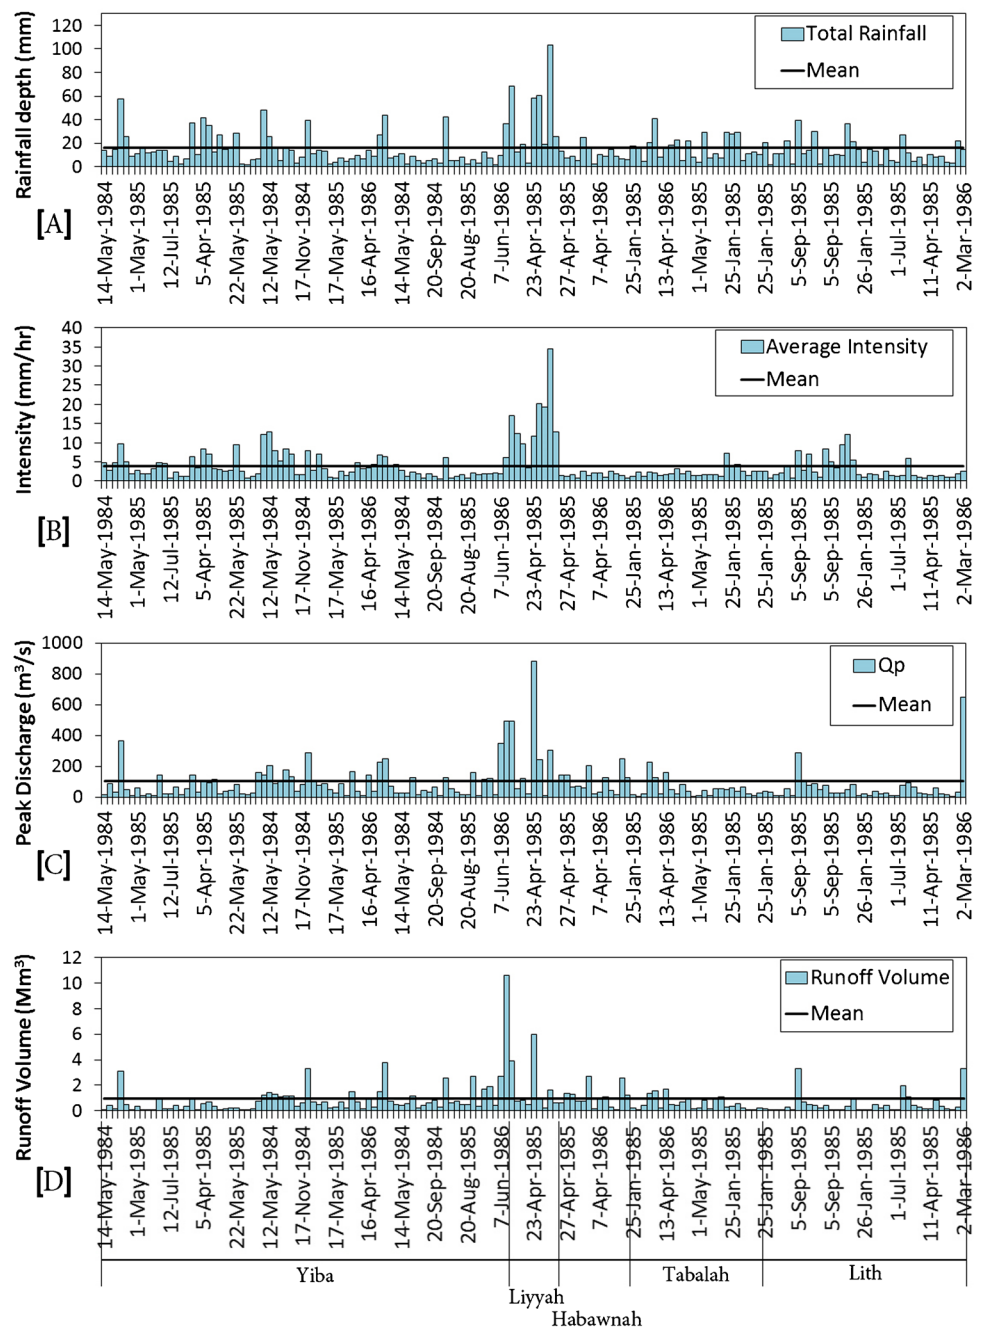 [A]
Rainfall depth (mm)
120
100
80
60
40
20
0
Total Rainfall
Mean
14-May-1984
1-May-1985
12-Jul-1985
5-Apr-1985
22-May-1985
12-May-1984
17-Nov-1984
17-May-1985
16-Apr-1986
14-May-1984
20-Sep-1984
20-Aug-1985
7-Jun-1986
23-Apr-1985
27-Apr-1985
7-Apr-1986
25-Jan-1985
13-Apr-1986
1-May-1985
25-Jan-1985
25-Jan-1985
5-Sep-1985
5-Sep-1985
26-Jan-1985
1-Jul-1985
11-Apr-1985
2-Mar-1986
[B]
Intensity (mm/hr)
40
35
30
25
20
15
10
5
0
Average Intensity
Mean
14-May-1984
1-May-1985
12-Jul-1985
5-Apr-1985
22-May-1985
12-May-1984
17-Nov-1984
17-May-1985
16-Apr-1986
14-May-1984
20-Sep-1984
20-Aug-1985
7-Jun-1986
23-Apr-1985
27-Apr-1985
7-Apr-1986
25-Jan-1985
13-Apr-1986
1-May-1985
25-Jan-1985
25-Jan-1985
5-Sep-1985
5-Sep-1985
26-Jan-1985
1-Jul-1985
11-Apr-1985
2-Mar-1986
[C]
Peak Discharge (m³/s)
1000
800
600
400
200
0
Qp
Mean
14-May-1984
1-May-1985
12-Jul-1985
5-Apr-1985
22-May-1985
12-May-1984
17-Nov-1984
17-May-1985
16-Apr-1986
14-May-1984
20-Sep-1984
20-Aug-1985
7-Jun-1986
23-Apr-1985
27-Apr-1985
7-Apr-1986
25-Jan-1985
13-Apr-1986
1-May-1985
25-Jan-1985
25-Jan-1985
5-Sep-1985
5-Sep-1985
26-Jan-1985
1-Jul-1985
11-Apr-1985
2-Mar-1986
[D]
Runoff Volume (Mm³)
12
10
8
6
4
2
0
Runoff Volume
Mean
14-May-1984
1-May-1985
12-Jul-1985
5-Apr-1985
22-May-1985
12-May-1984
17-Nov-1984
17-May-1985
16-Apr-1986
14-May-1984
20-Sep-1984
20-Aug-1985
7-Jun-1986
23-Apr-1985
27-Apr-1985
7-Apr-1986
25-Jan-1985
13-Apr-1986
1-May-1985
25-Jan-1985
25-Jan-1985
5-Sep-1985
5-Sep-1985
26-Jan-1985
1-Jul-1985
11-Apr-1985
2-Mar-1986
Yiba
Liyyah
Habawnah
Tabalah
Lith